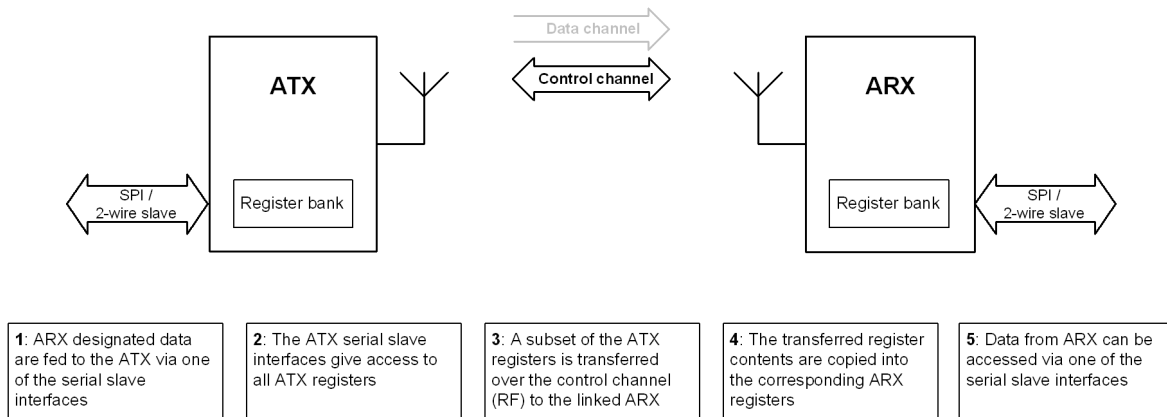 Data channel
Control channel
ATX
ARX
SPI /
2-wire slave
Register bank
Register bank
SPI /
2-wire slave
1: ARX designated data
are fed to the ATX via one
of the serial slave
interfaces
2: The ATX serial slave
interfaces give access to
all ATX registers
3: A subset of the ATX
registers is transferred
over the control channel
(RF) to the linked ARX
4: The transferred register
contents are copied into
the corresponding ARX
registers
5: Data from ARX can be
accessed via one of the
serial slave interfaces